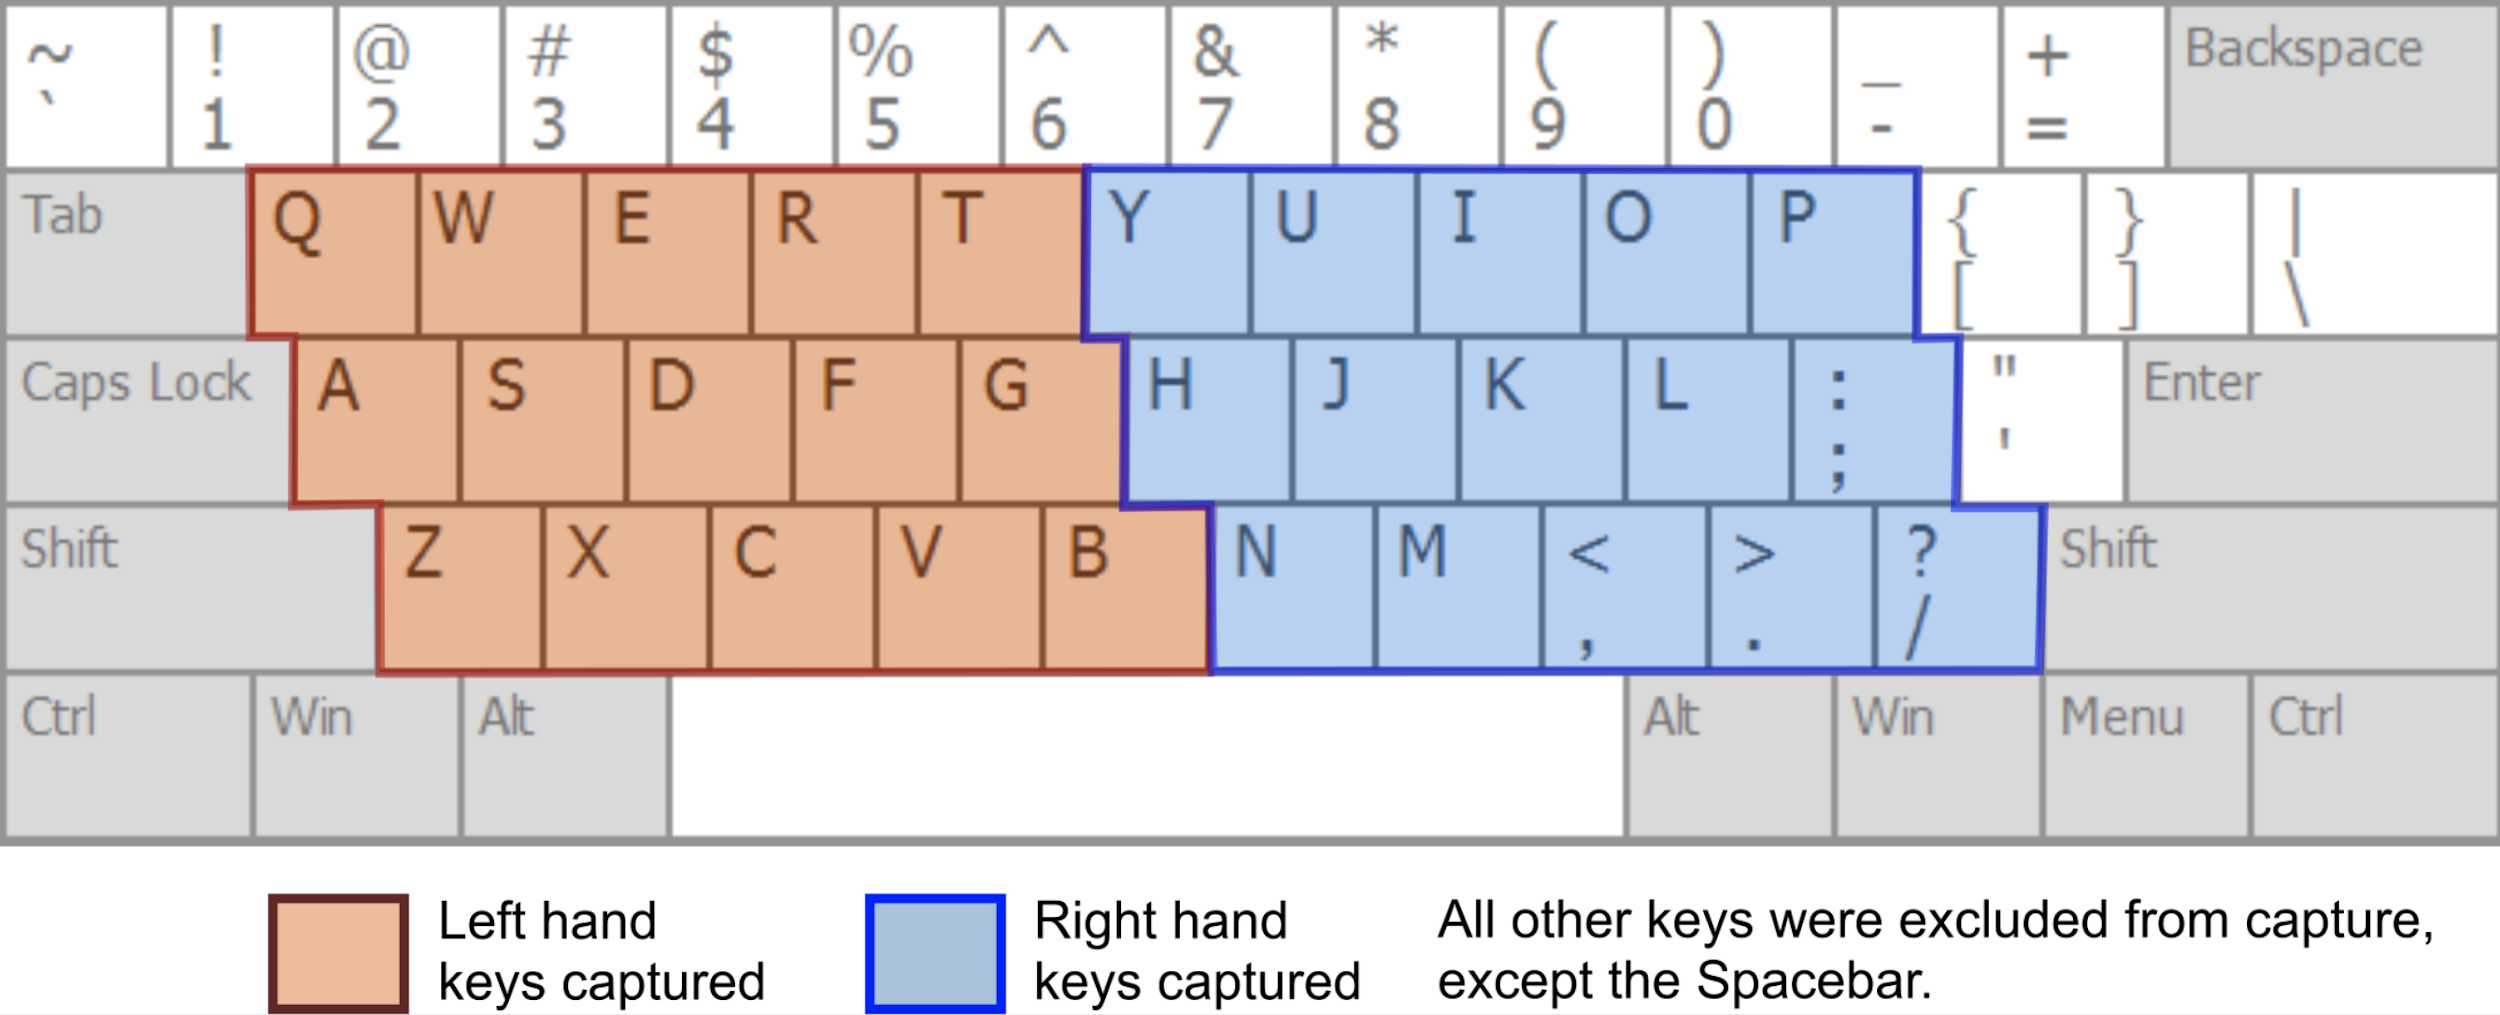 ~ ! @ # $ % ^ & * ( ) _ + Backspace
` 1 2 3 4 5 6 7 8 9 0 - =
Tab Q W E R T Y U I O P { } |
[ ] \
Caps Lock A S D F G H J K L : " Enter
; '
Shift Z X C V B N M < > ? Shift
, . /
Ctrl Win Alt Alt Win Menu Ctrl
Left hand
keys captured
Right hand
keys captured
All other keys were excluded from capture,
except the Spacebar.